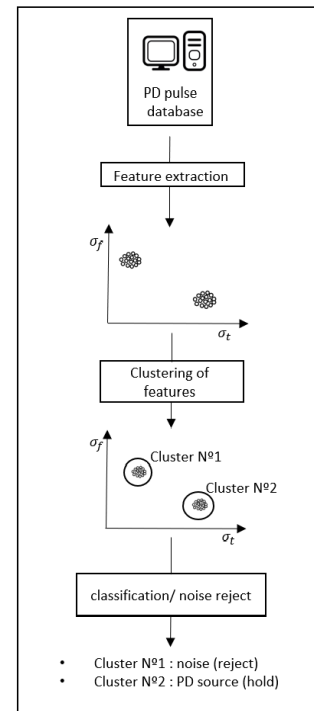 PD pulse
database
Feature extraction
σf
σt
Clustering of
features
σf
Cluster Nº1
Cluster Nº2
σt
classification/ noise reject
• Cluster Nº1 : noise (reject)
• Cluster Nº2 : PD source (hold)